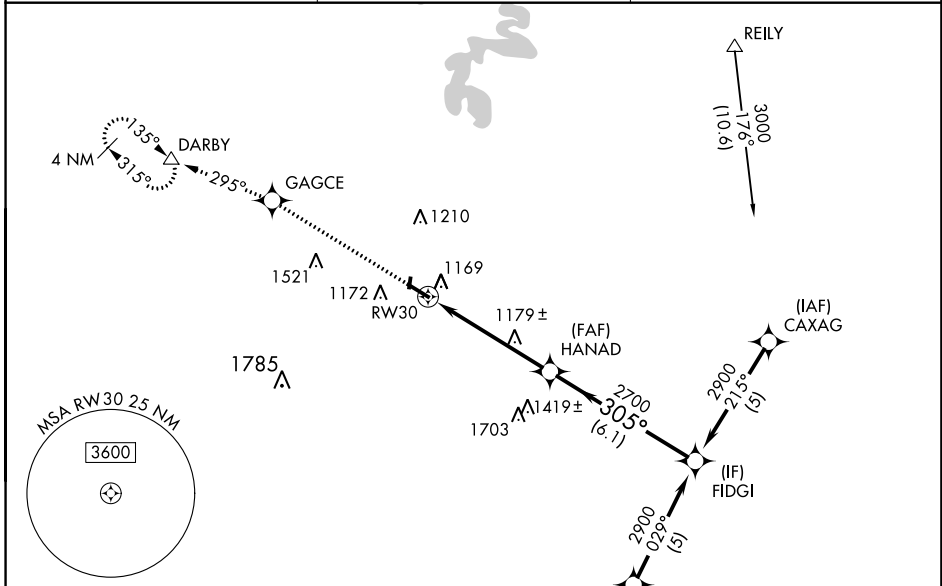 REILY
3000
176°
(10.6)
135°
DARBY
4 NM
315°
295°
GAGCE
1210
1521
1169
1172
RW30
1179 ±
(FAF)
HANAD
(IAF)
CAXAG
1785
2900
215°
(5)
2700
305°
(6.1)
1419 ±
1703
MSA RW30 25 NM
3600
(IF)
FIDGI
2900
029°
(5)